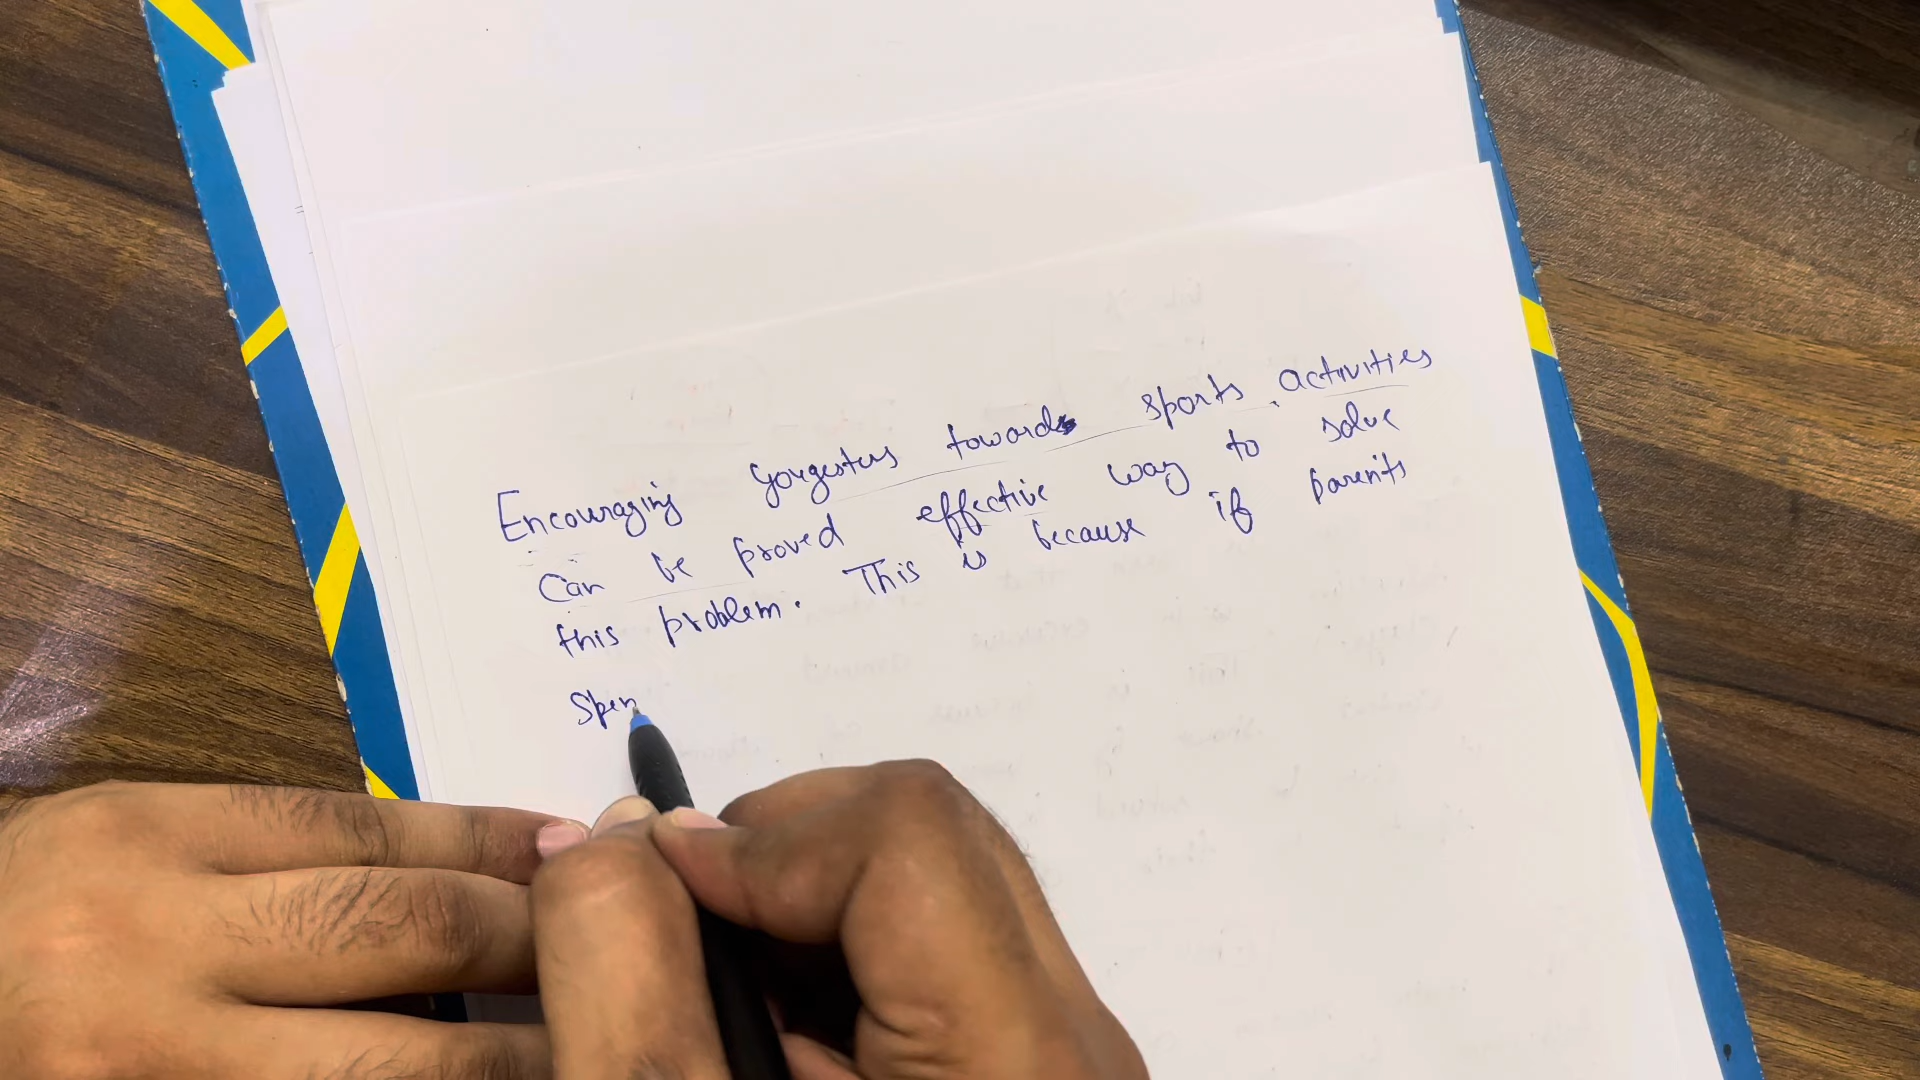 Encouraging yougesters towards sports activities
Can be proved effective way to solve
this problem. This is because if parents
Spen